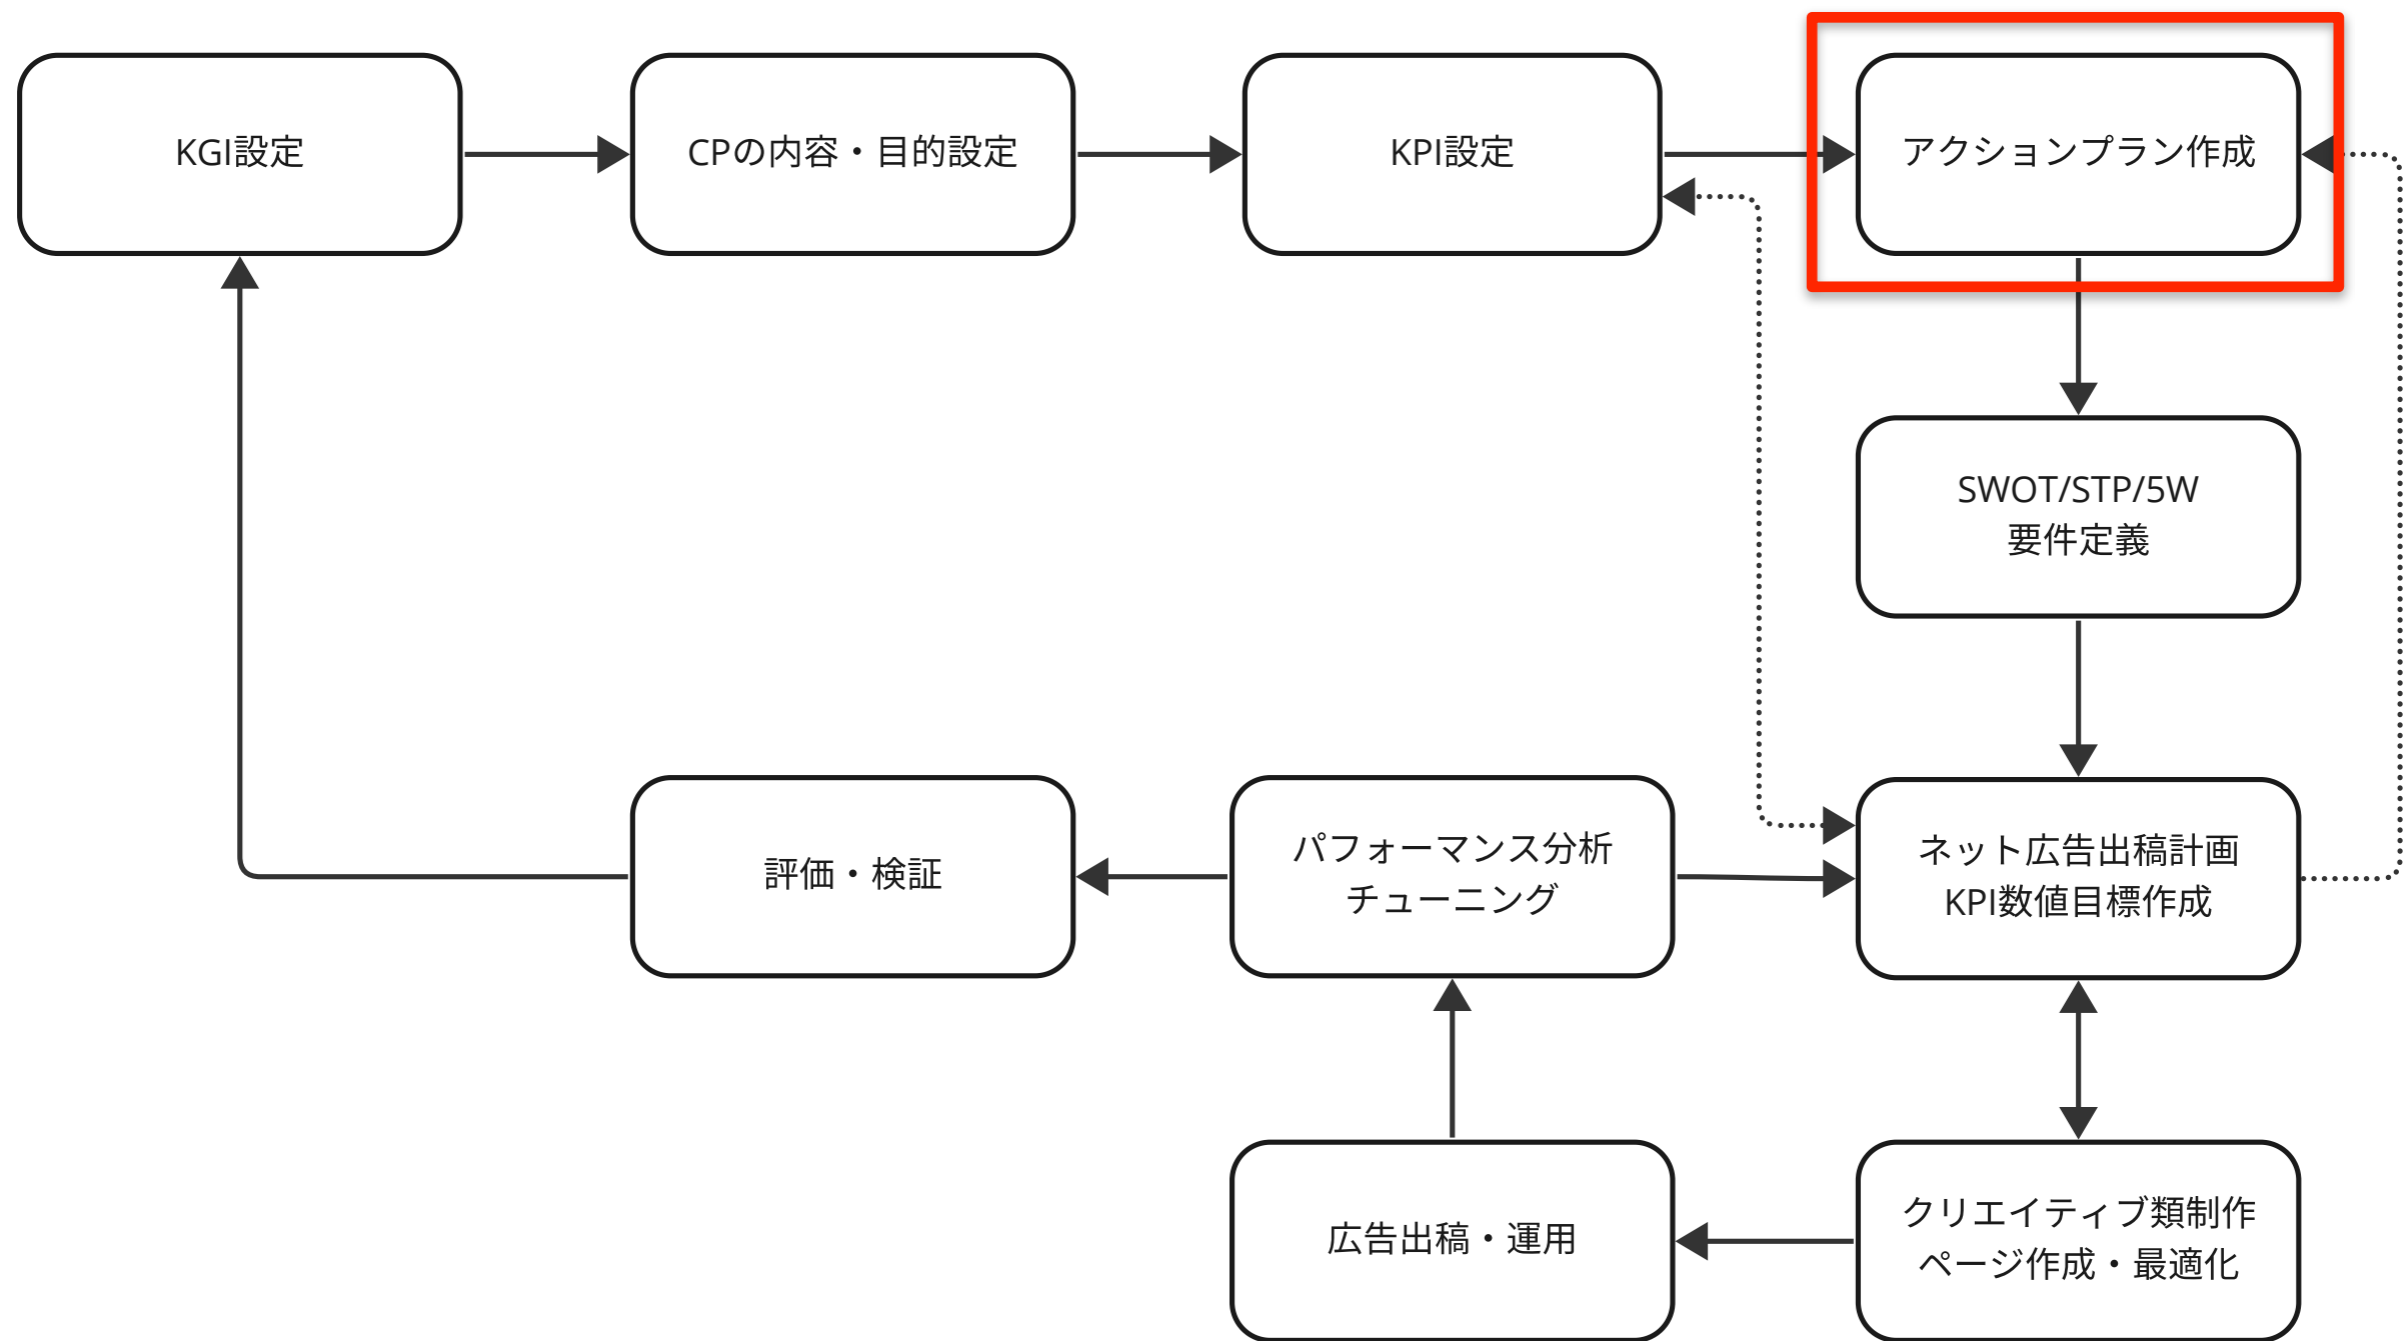 KGI設定
CPの内容・目的設定
KPI設定
アクションプラン作成
SWOT/STP/5W
要件定義
評価・検証
パフォーマンス分析
チューニング
ネット広告出稿計画
KPI数値目標作成
広告出稿・運用
クリエイティブ類制作
ページ作成・最適化